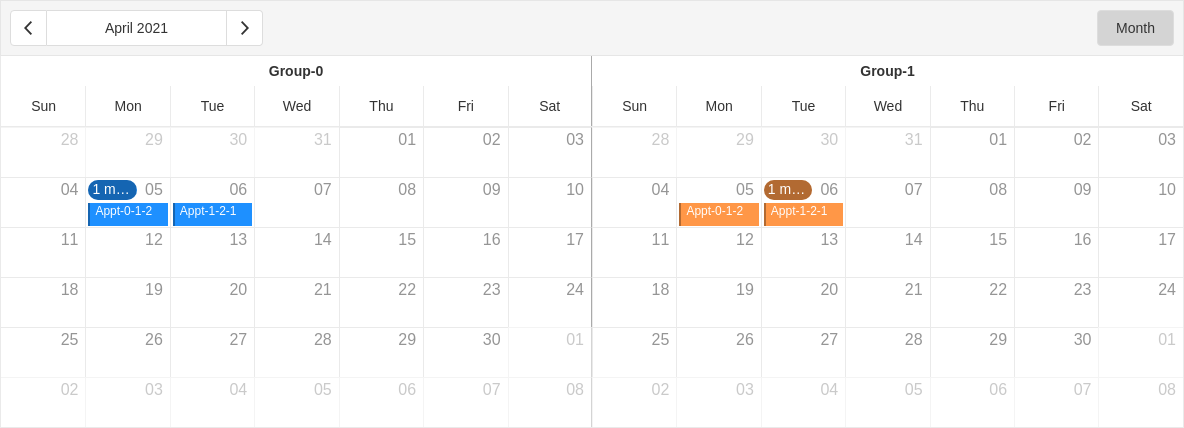 April 2021 Month
Group-0 Group-1
Sun Mon Tue Wed Thu Fri Sat Sun Mon Tue Wed Thu Fri Sat
28 29 30 31 01 02 03 28 29 30 31 01 02 03
04 1 m... 05 06 07 08 09 10 04 05 1 m... 06 07 08 09 10
Appt-0-1-2 Appt-1-2-1 Appt-0-1-2 Appt-1-2-1
11 12 13 14 15 16 17 11 12 13 14 15 16 17
18 19 20 21 22 23 24 18 19 20 21 22 23 24
25 26 27 28 29 30 01 25 26 27 28 29 30 01
02 03 04 05 06 07 08 02 03 04 05 06 07 08